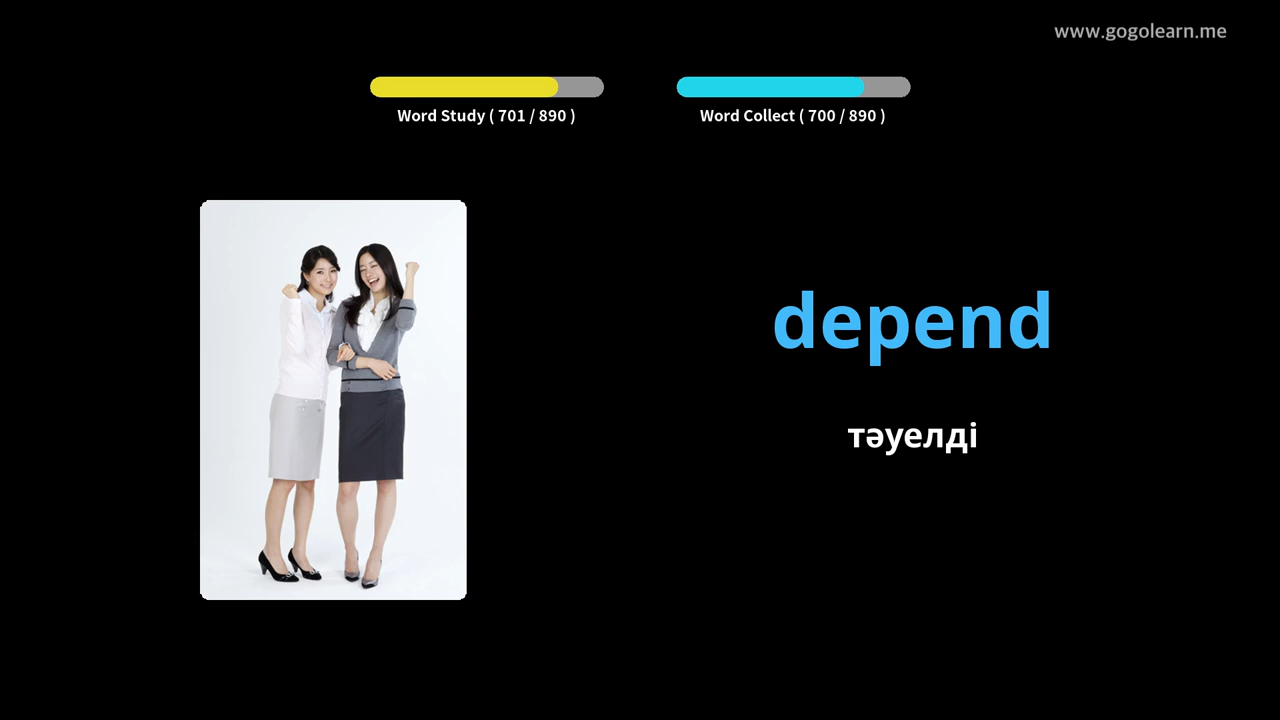 www.gogolearn.me
Word Study ( 701 / 890 )
Word Collect ( 700 / 890 )
depend
тәуелді